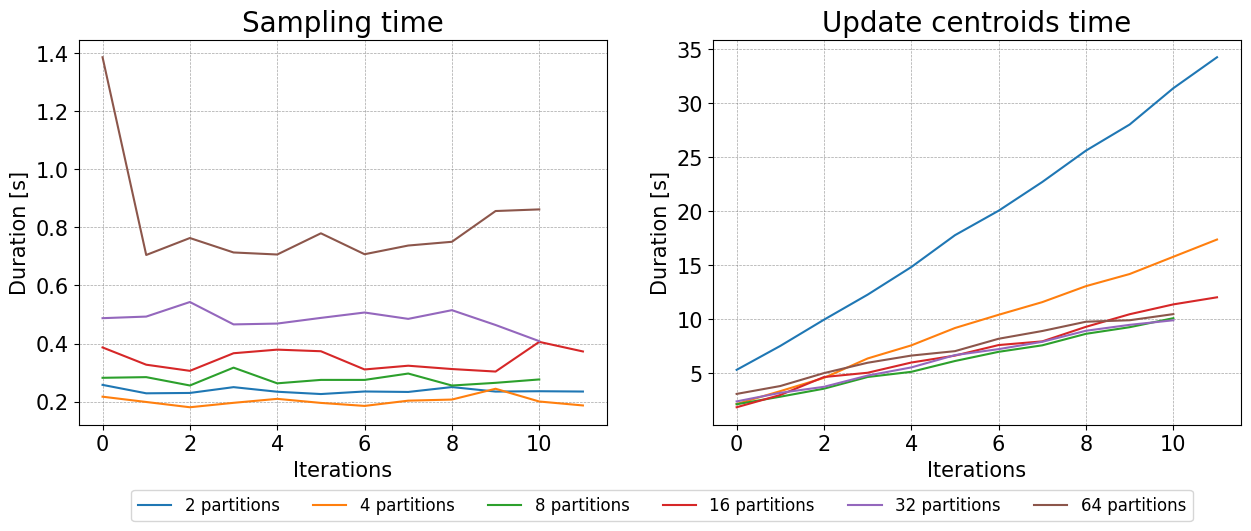 Sampling time
Duration [s]
1.4
1.2
1.0
0.8
0.6
0.4
0.2
0 2 4 6 8 10
Iterations
Update centroids time
Duration [s]
35
30
25
20
15
10
5
0 2 4 6 8 10
Iterations
2 partitions 4 partitions 8 partitions 16 partitions 32 partitions 64 partitions